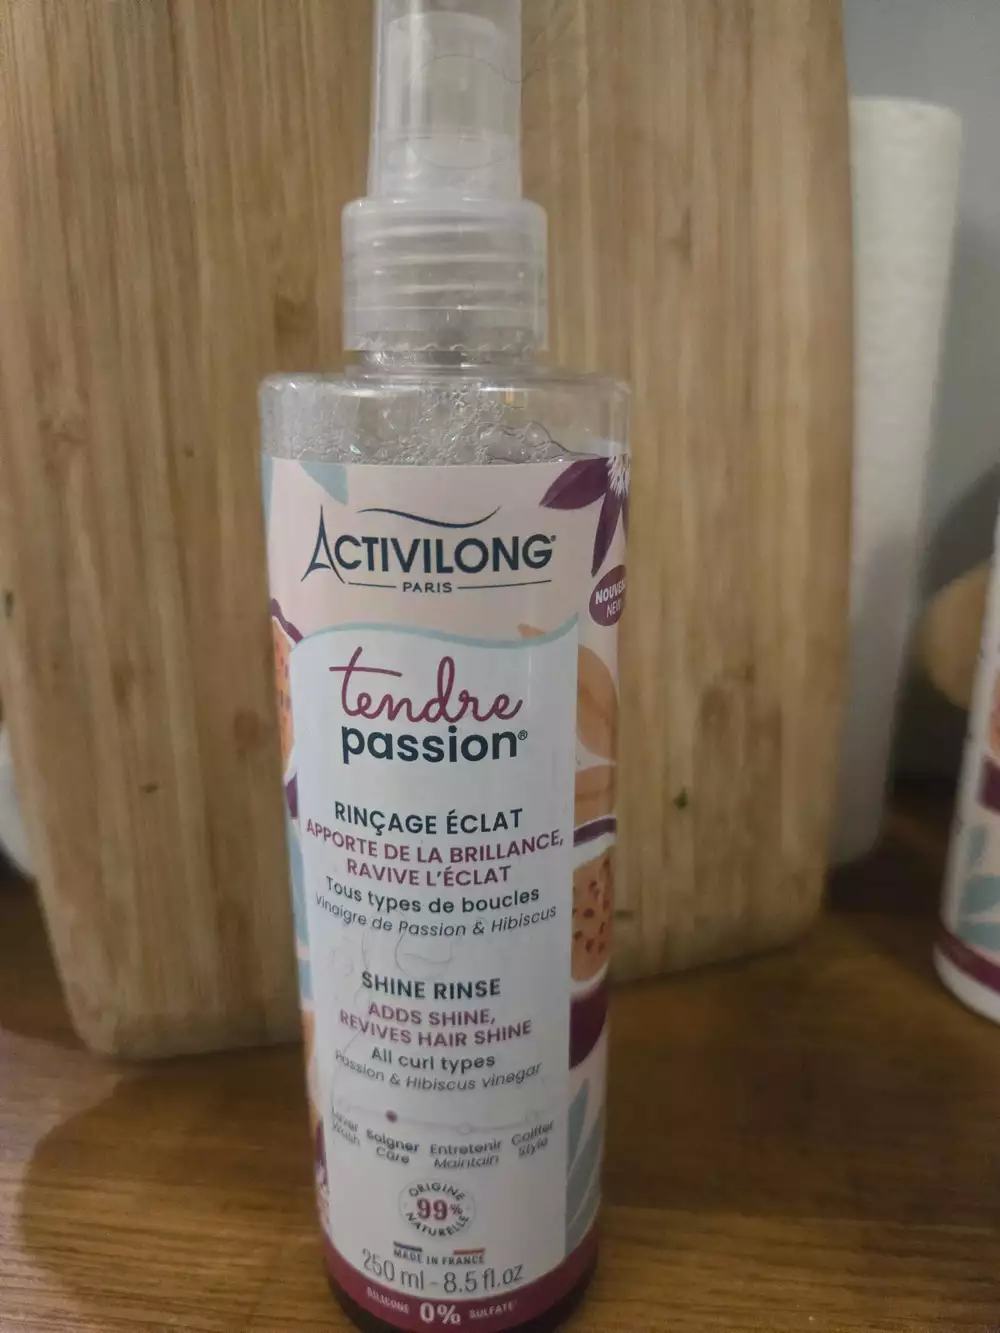 ACTIVILONG®
PARIS
NOUVEAU
NEW
tendre
passion®
RINÇAGE ÉCLAT
APPORTE DE LA BRILLANCE,
RAVIVE L'ÉCLAT
Tous types de boucles
Vinaigre de Passion & Hibiscus
SHINE RINSE
ADDS SHINE,
REVIVES HAIR SHINE
All curl types
Passion & Hibiscus vinegar
Laver Soigner Entretenir Coiffer
Wash Care Maintain Style
ORIGINE
99%
NATURELLE
MADE IN FRANCE
250 ml - 8.5 fl.oz
SILICONE 0% SULFATE